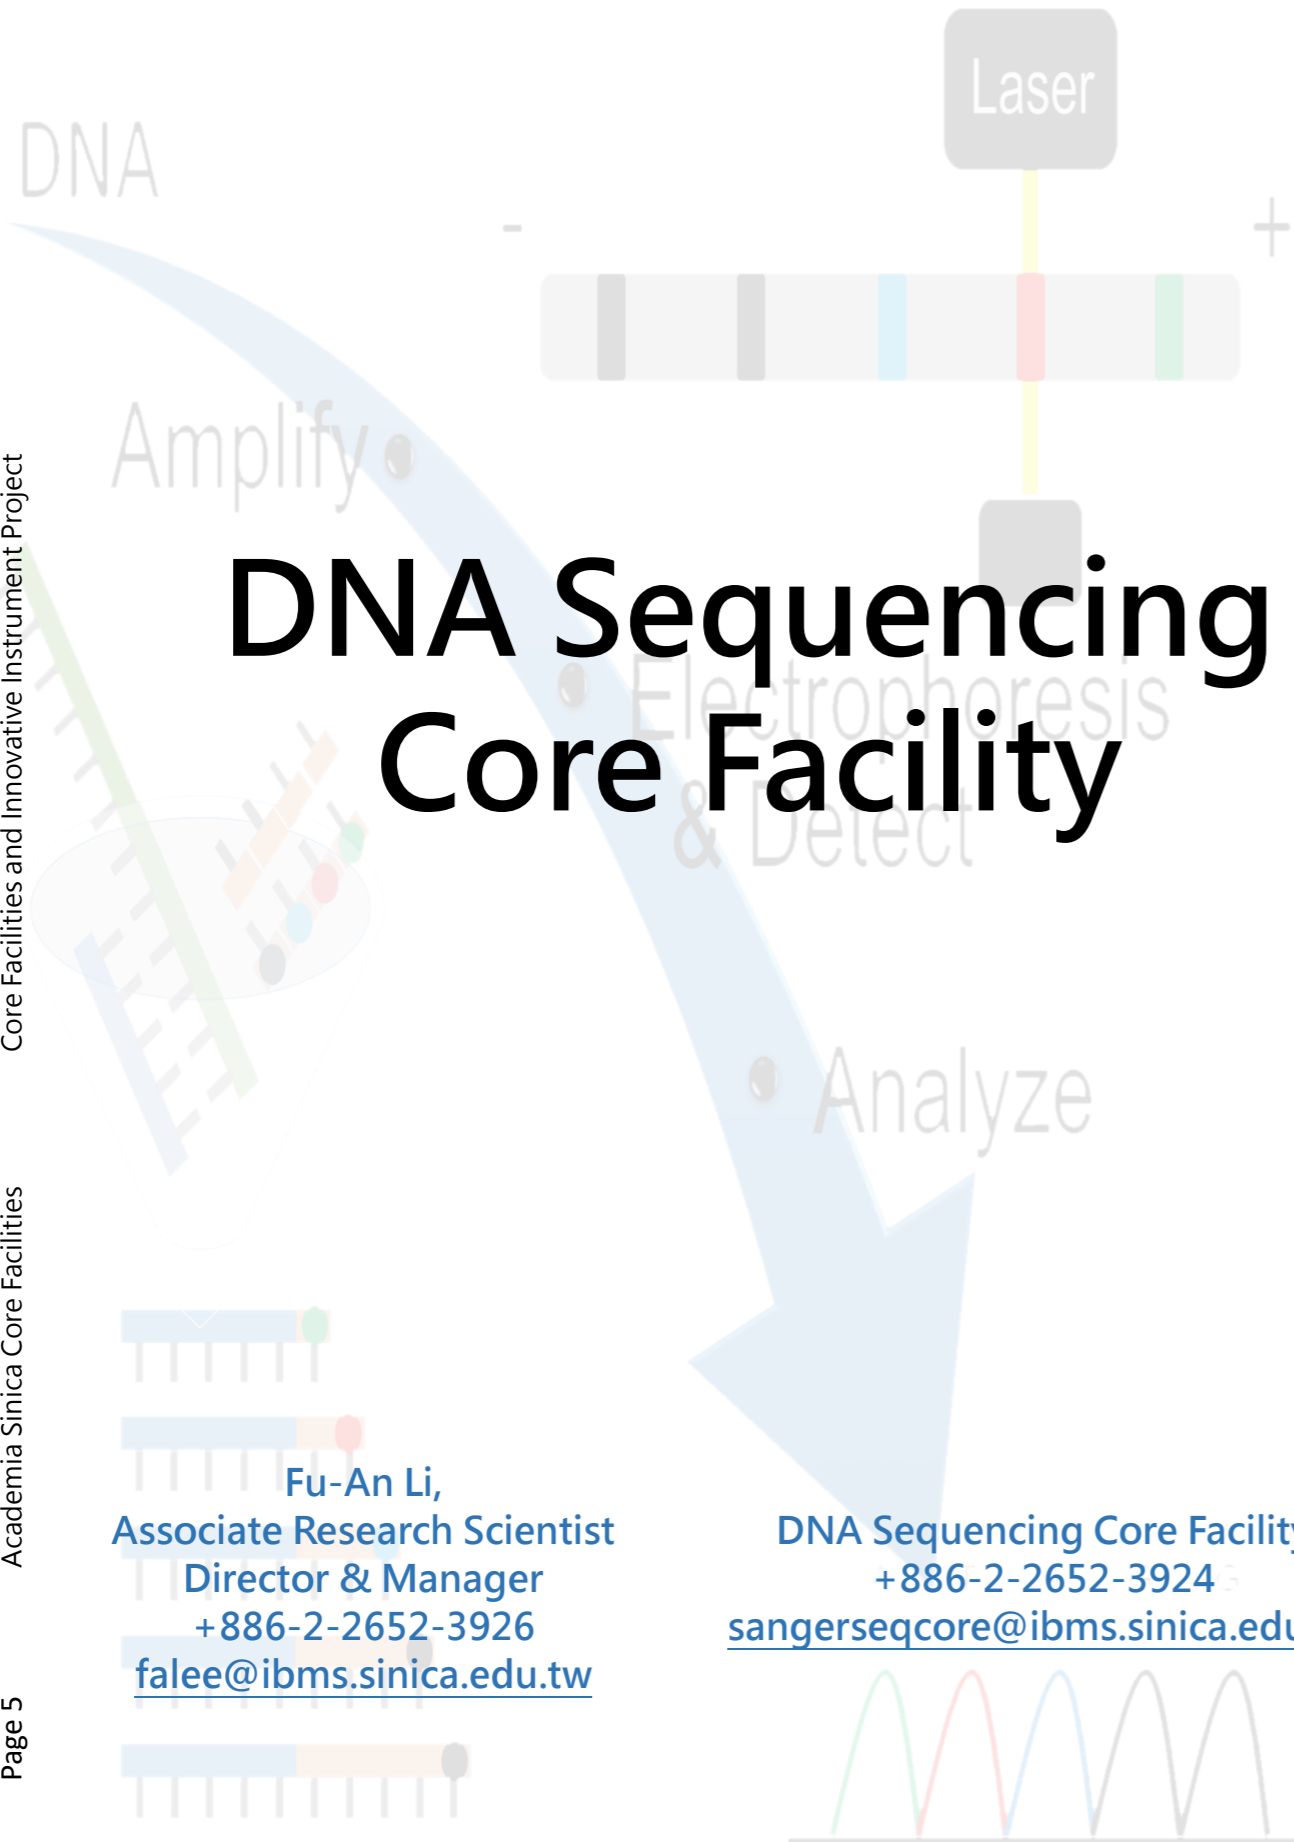 Laser
DNA
-
+
Amplify
DNA Sequencing
Core Facility
Electrophoresis
& Detect
Analyze
Fu-An Li,
Associate Research Scientist
Director & Manager
+886-2-2652-3926
falee@ibms.sinica.edu.tw
DNA Sequencing Core Facility
+886-2-2652-3924
sangerseqcore@ibms.sinica.edu
Core Facilities and Innovative Instrument Project
Academia Sinica Core Facilities
Page 5